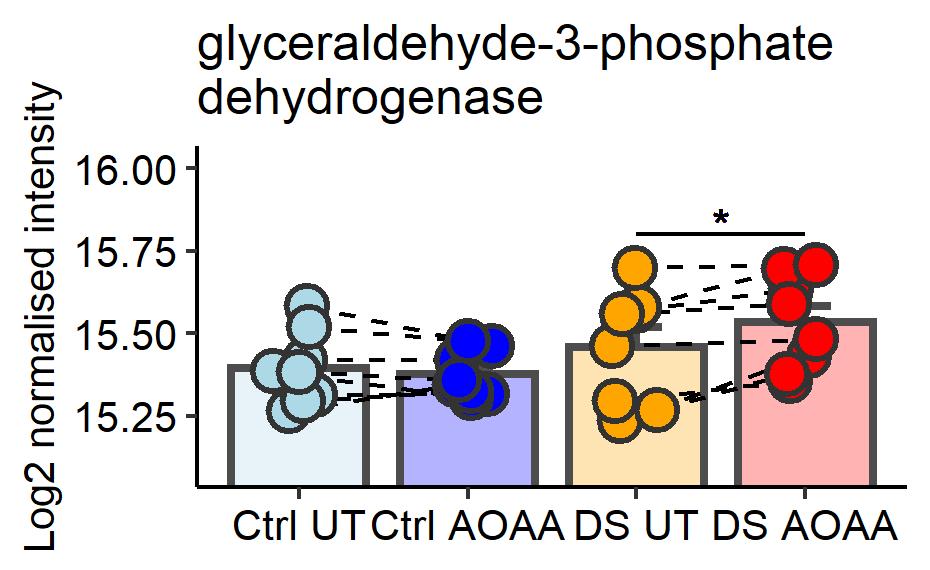 glyceraldehyde-3-phosphate
dehydrogenase
Log2 normalised intensity
16.00
15.75
15.50
15.25
*
Ctrl UT Ctrl AOAA DS UT DS AOAA